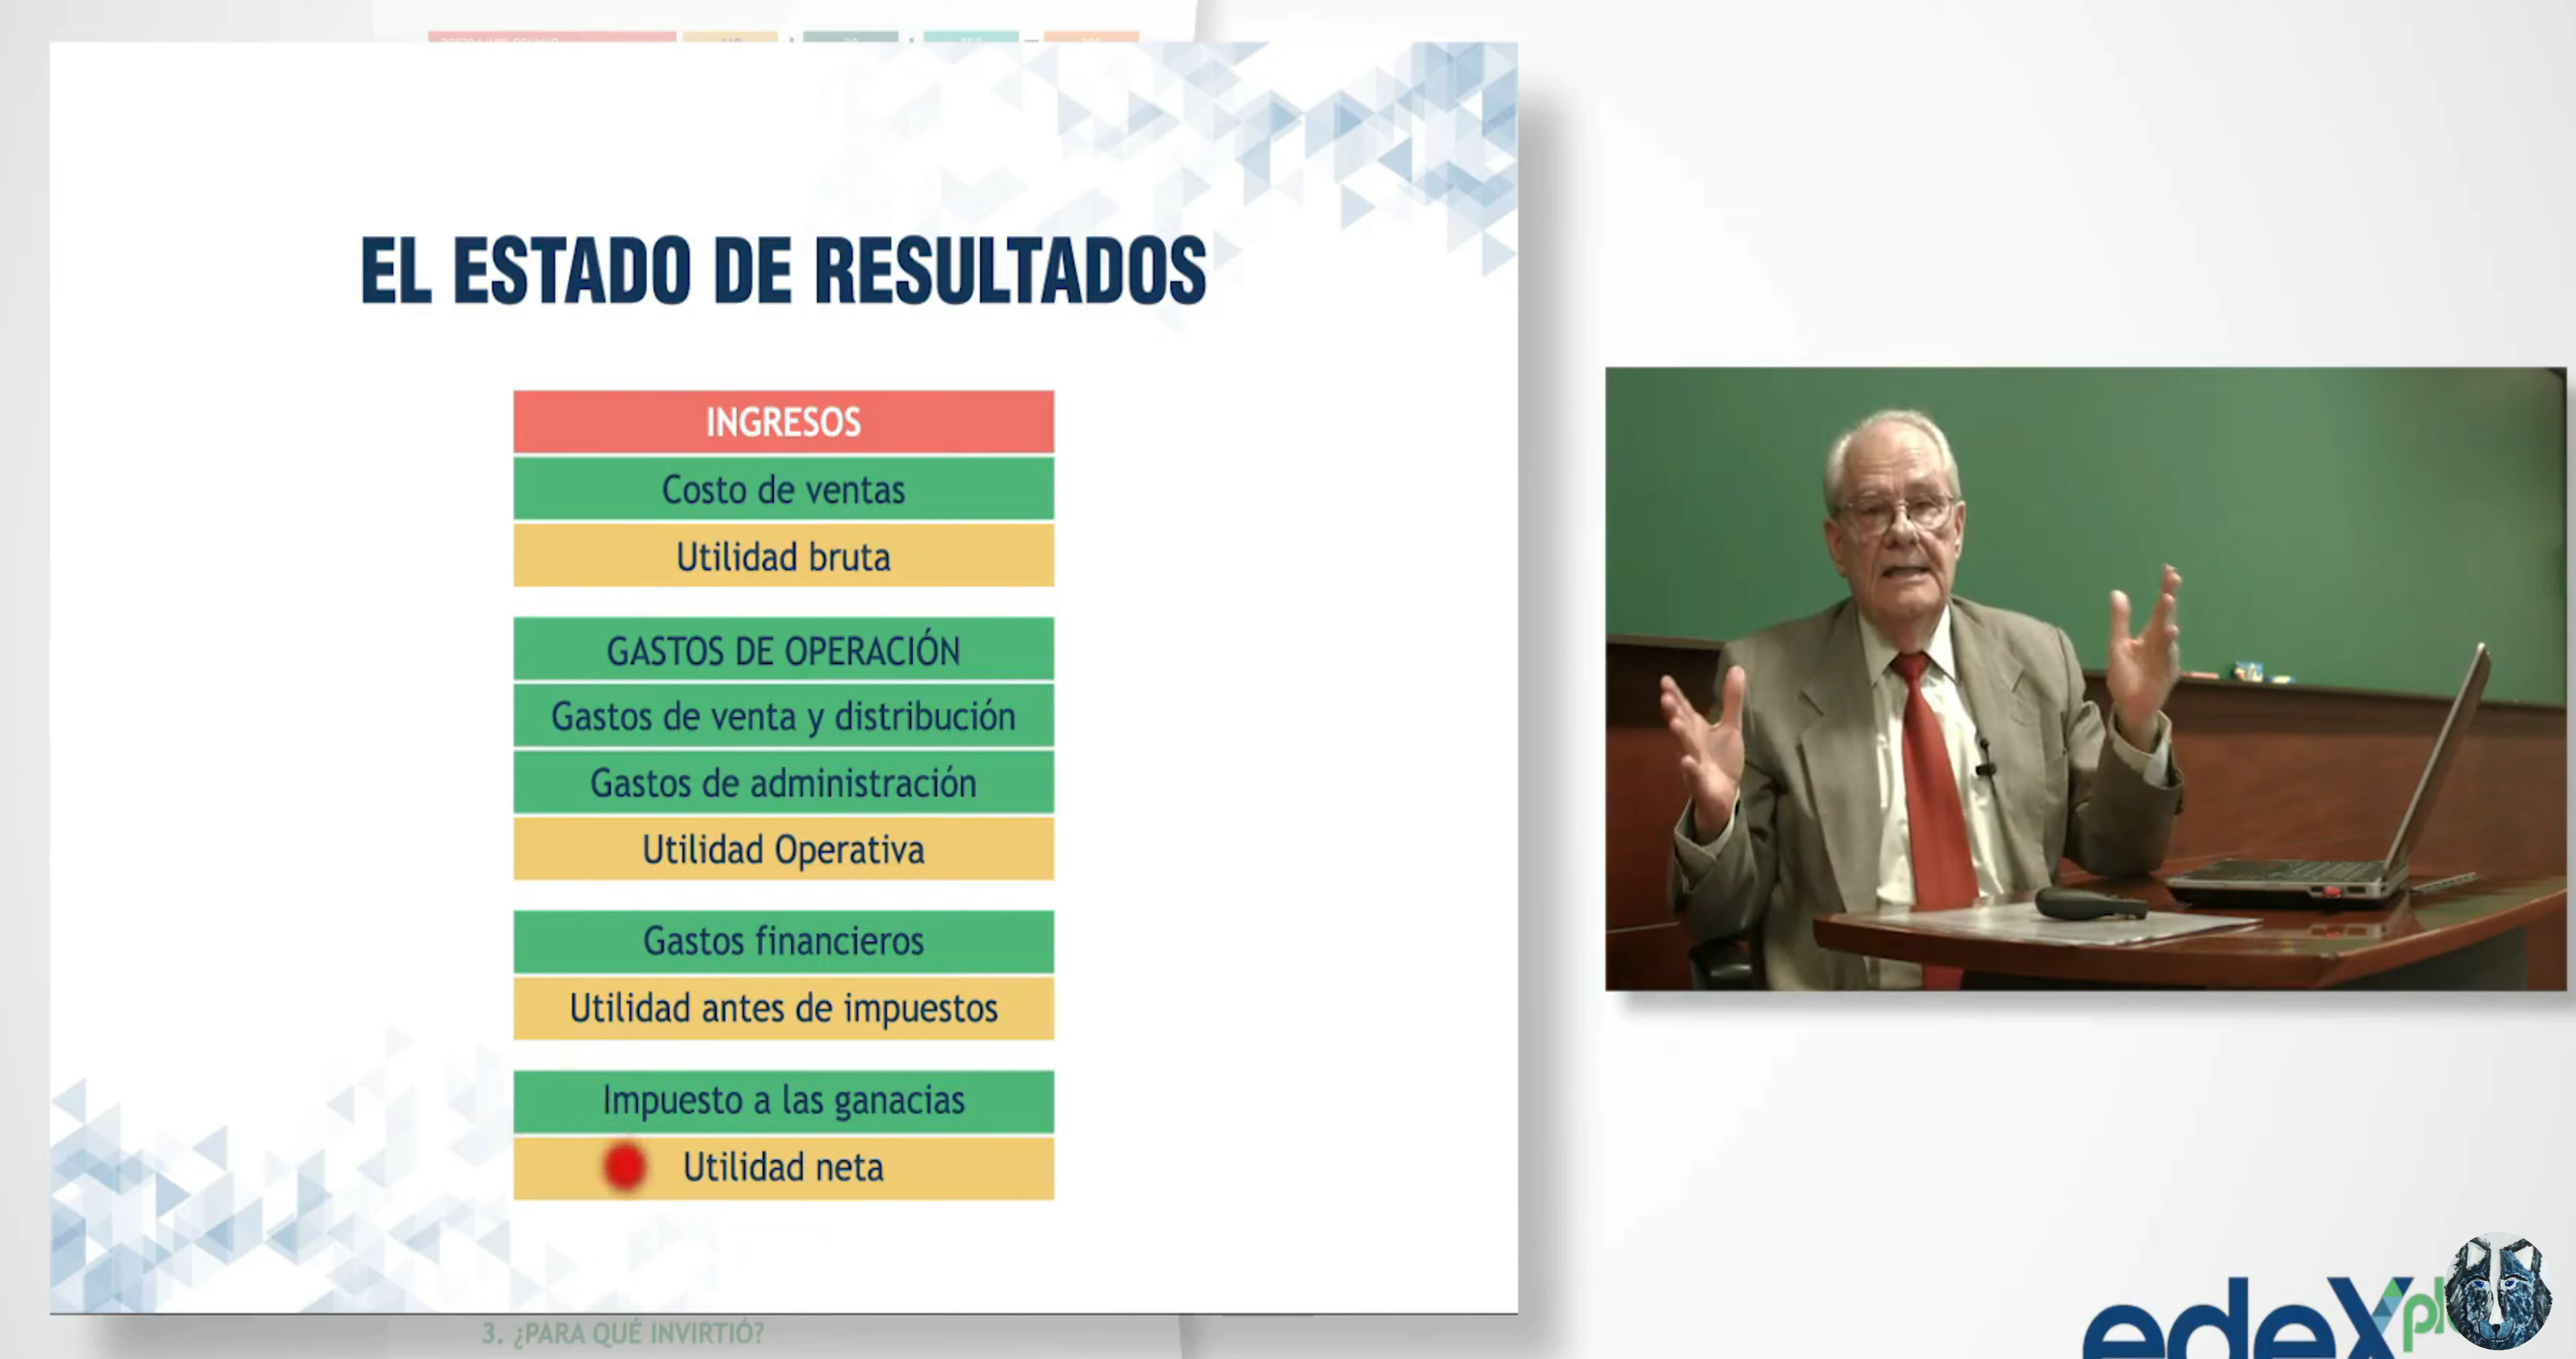 EL ESTADO DE RESULTADOS
INGRESOS
Costo de ventas
Utilidad bruta
GASTOS DE OPERACIÓN
Gastos de venta y distribución
Gastos de administración
Utilidad Operativa
Gastos financieros
Utilidad antes de impuestos
Impuesto a las ganacias
Utilidad neta
3. ¿PARA QUÉ INVIRTIÓ?
edeX